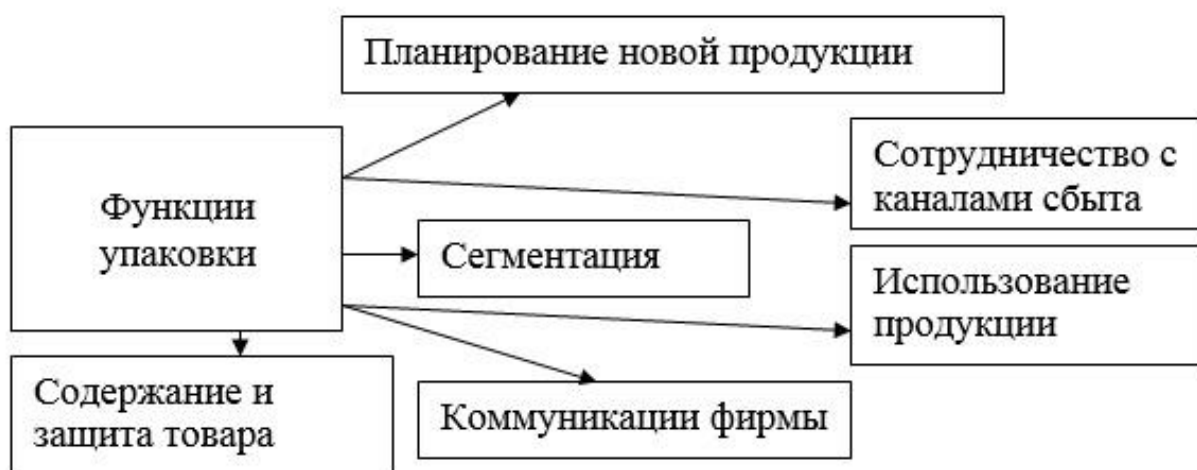 Планирование новой продукции
Функции
упаковки
Сотрудничество с
каналами сбыта
Сегментация
Использование
продукции
Содержание и
защита товара
Коммуникации фирмы